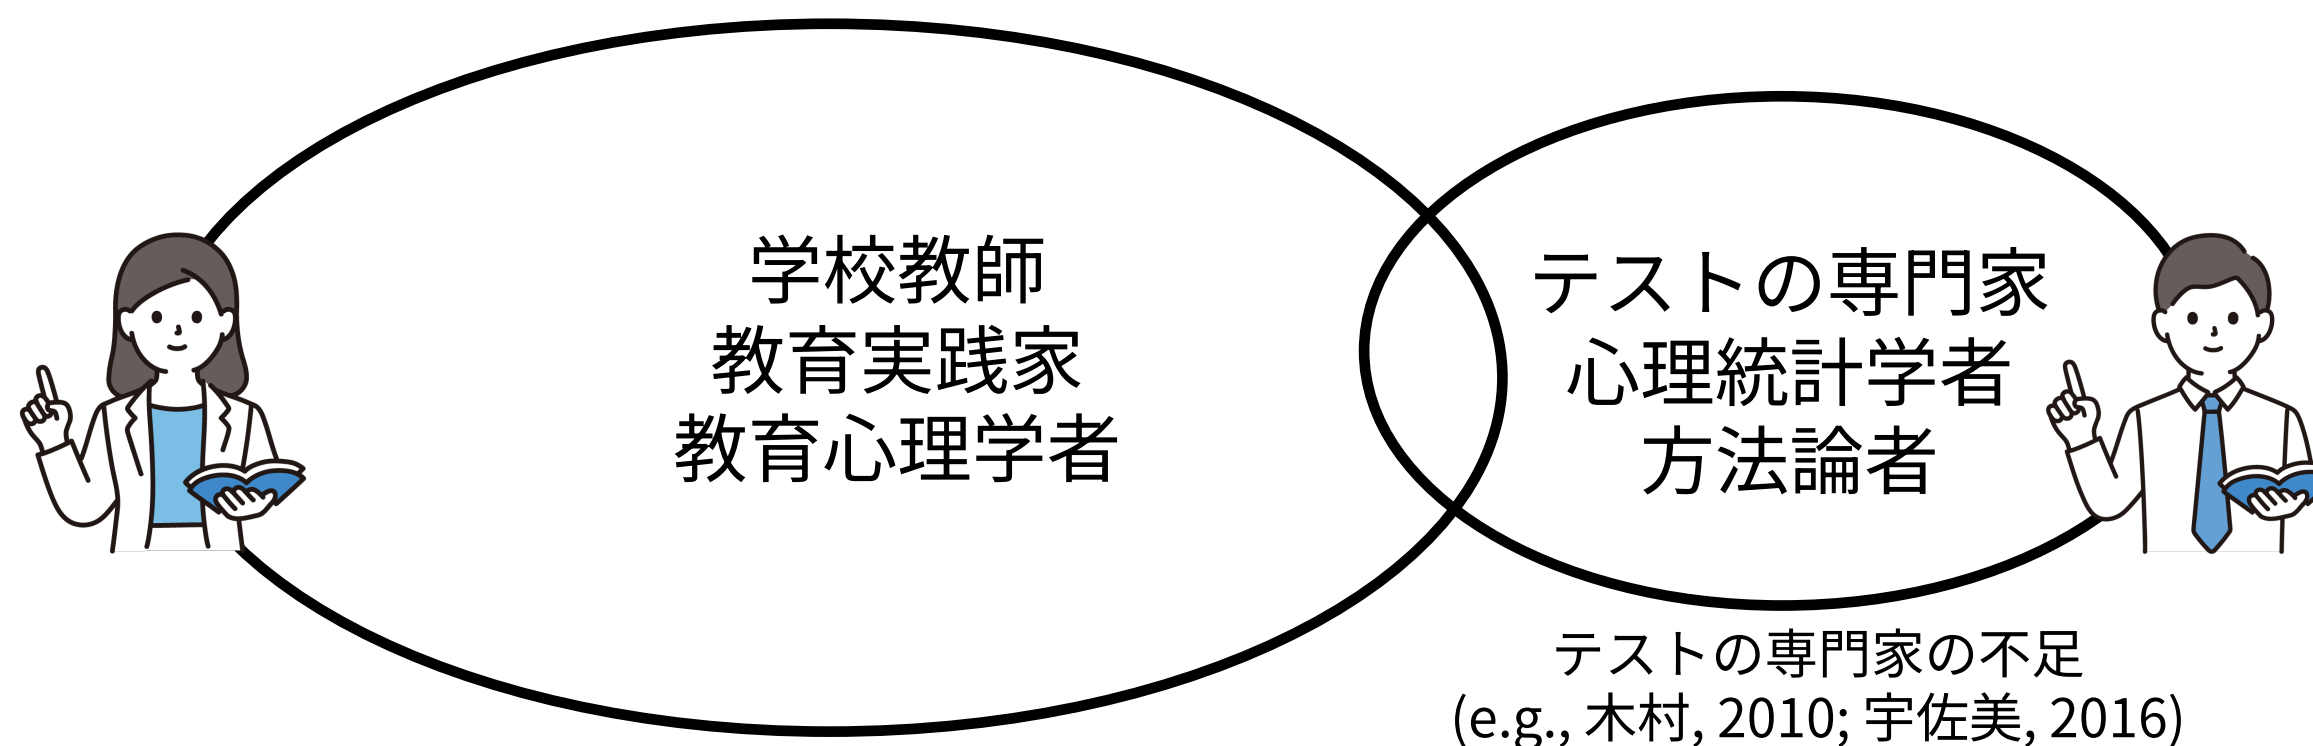 学校教師
教育実践家
教育心理学者
テストの専門家
心理統計学者
方法論者
テストの専門家の不足
(e.g., 木村, 2010; 宇佐美, 2016)